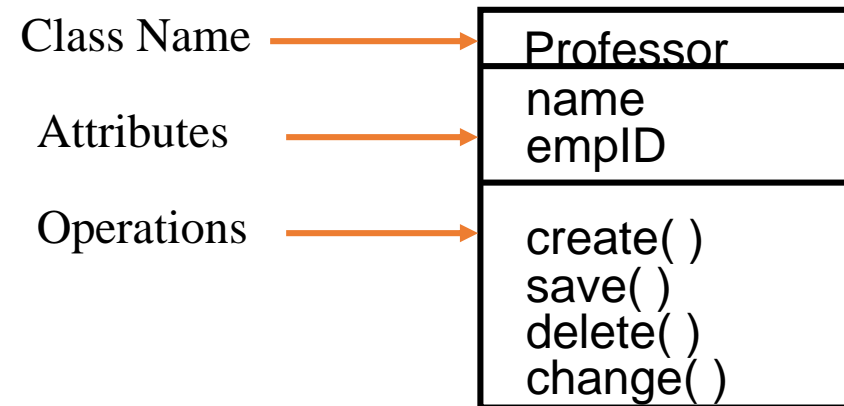 Class Name
Professor
Attributes
name
empID
Operations
create( )
save( )
delete( )
change( )